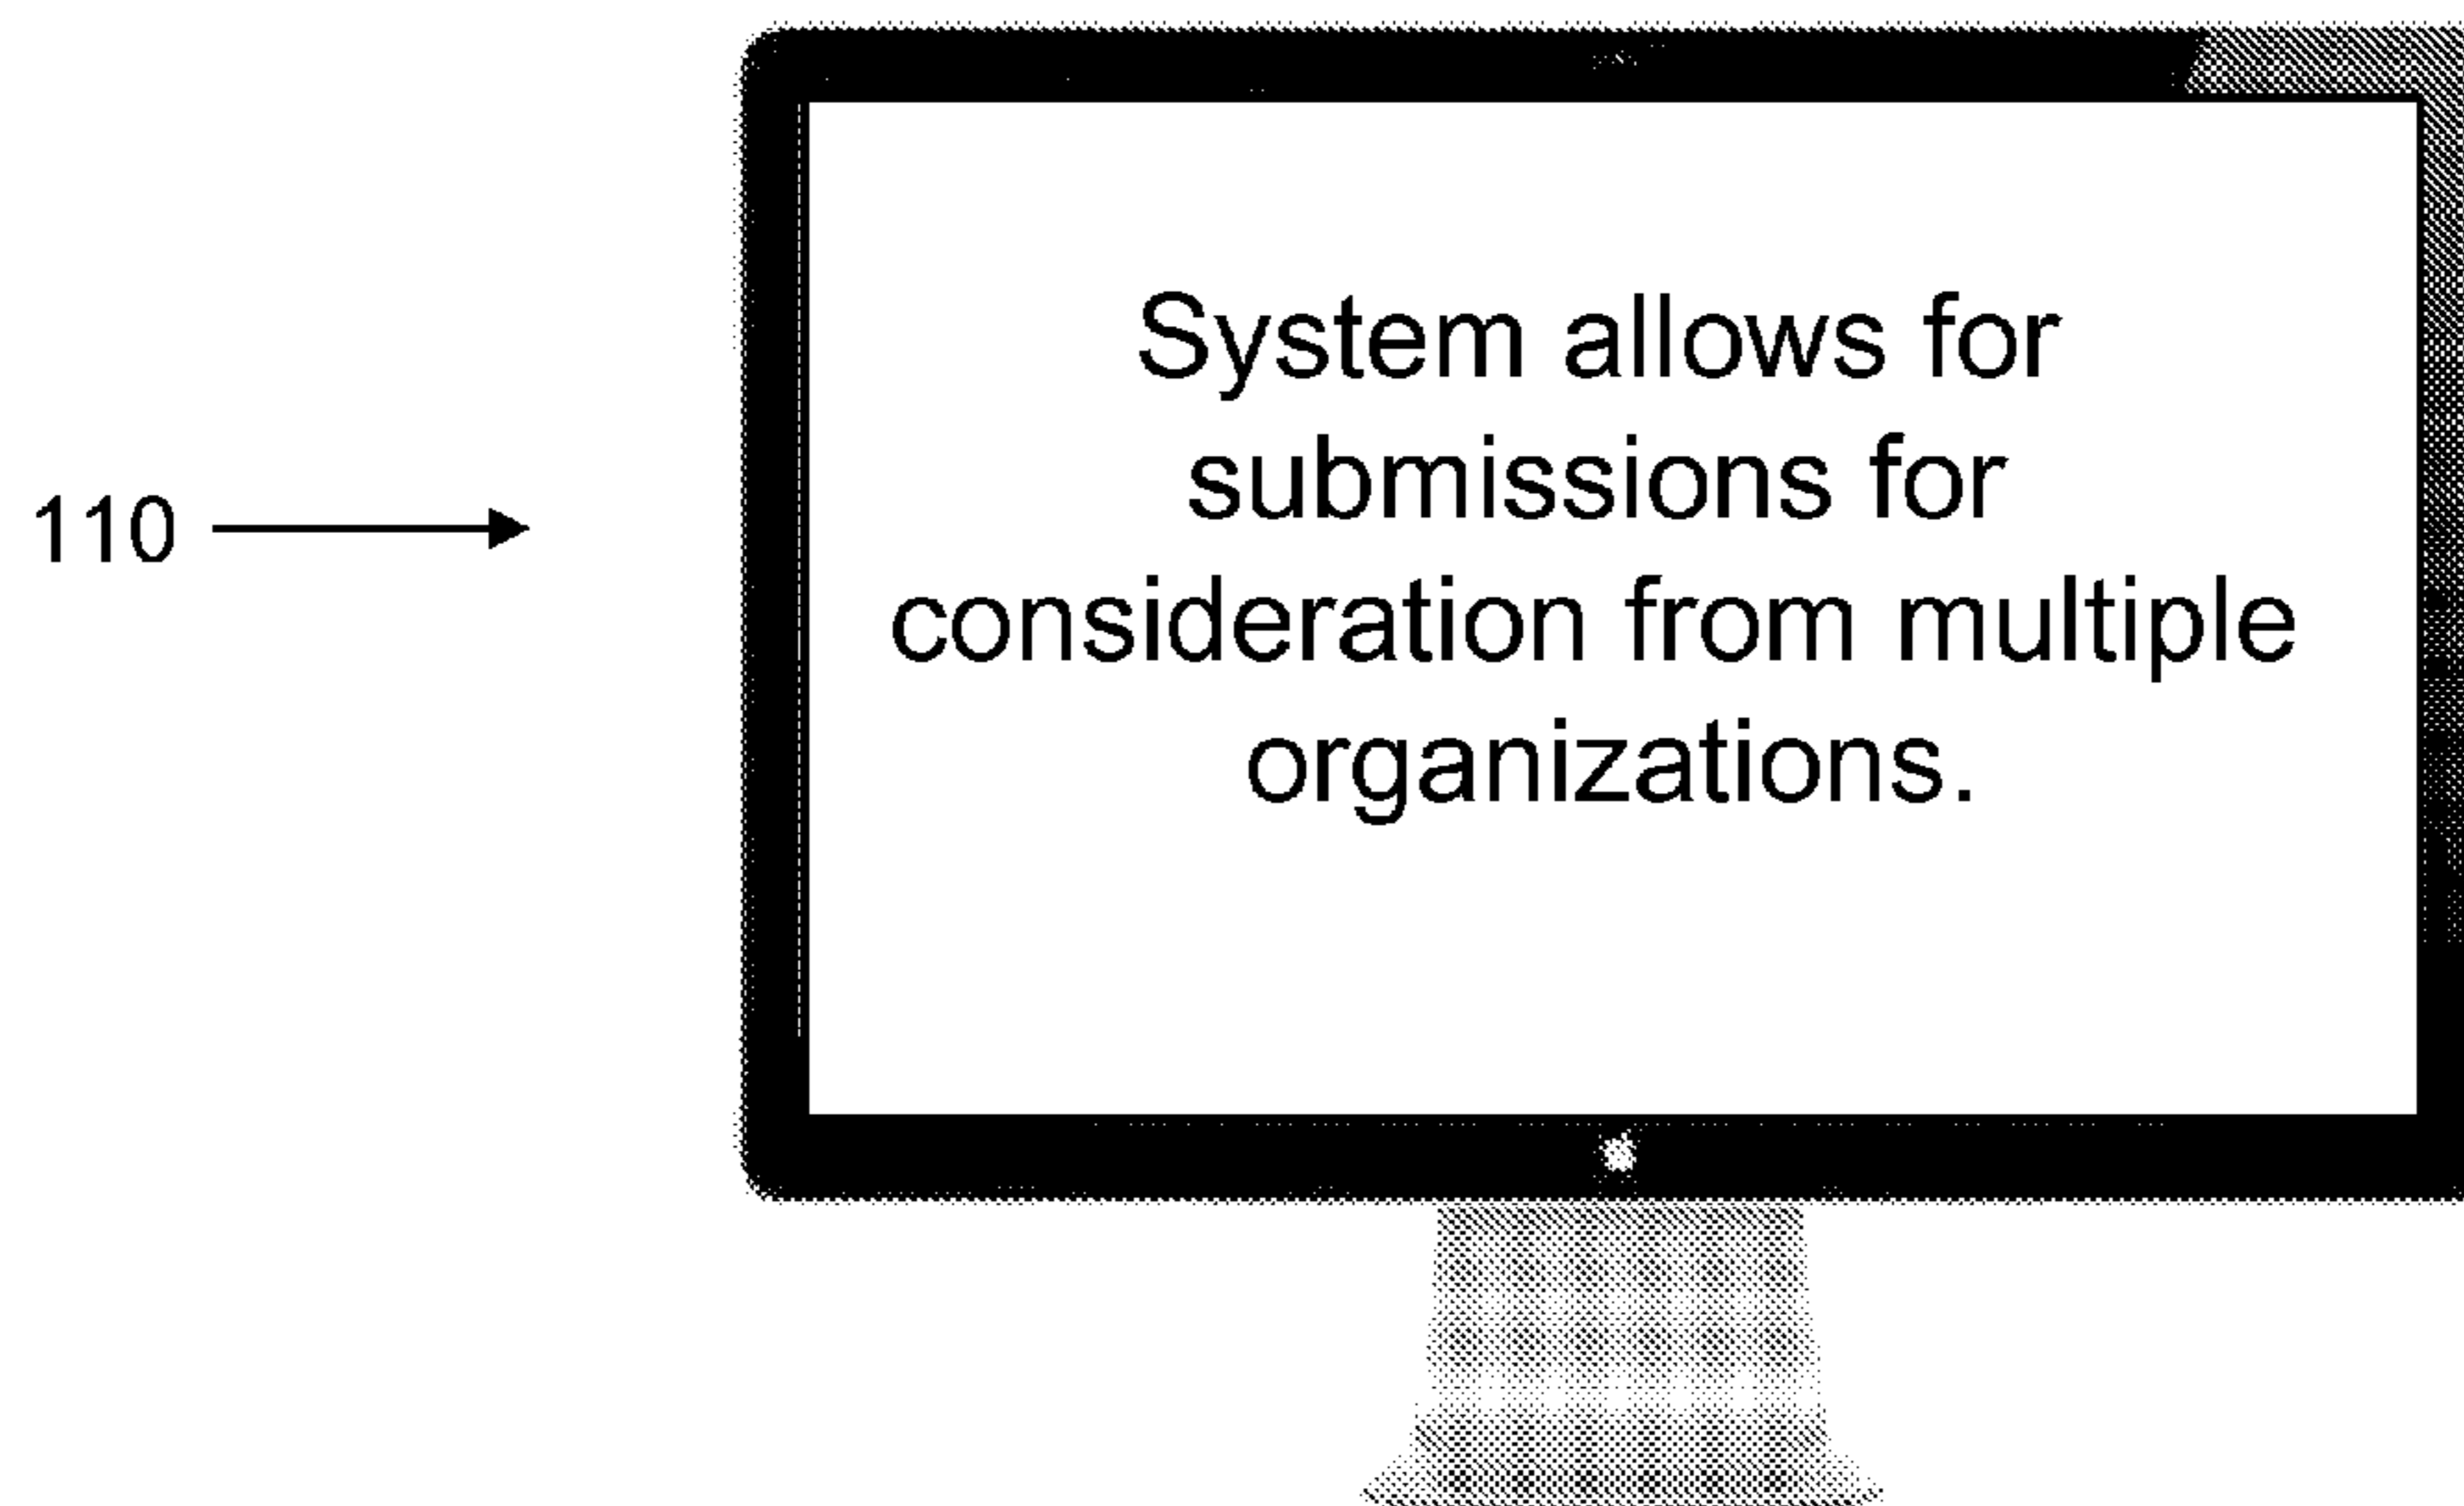 System allows for
submissions for
110
consideration from multiple
organizations.